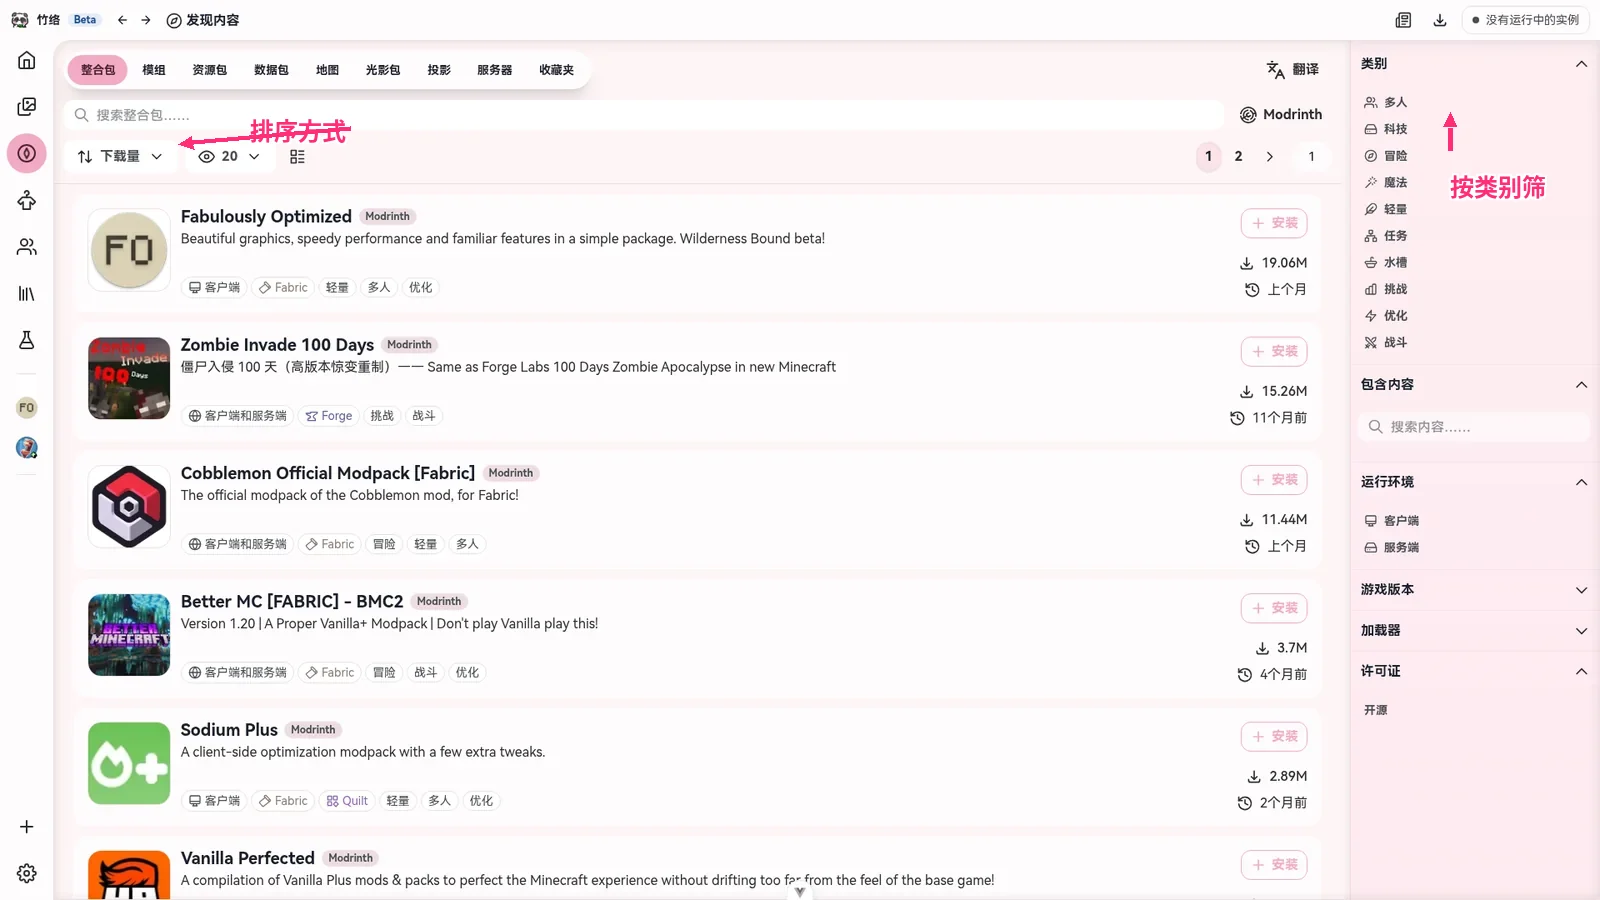 竹络 Beta 发现内容 没有运行中的实例
整合包 模组 资源包 数据包 地图 光影包 投影 服务器 收藏夹 翻译
搜索整合包…… Modrinth
排序方式
下载量 20 1 2 1
Fabulously Optimized Modrinth 安装
Beautiful graphics, speedy performance and familiar features in a simple package. Wilderness Bound beta!
19.06M
客户端 Fabric 轻量 多人 优化 上个月
Zombie Invade 100 Days Modrinth 安装
僵尸入侵 100 天（高版本惊变重制）—— Same as Forge Labs 100 Days Zombie Apocalypse in new Minecraft
15.26M
客户端和服务端 Forge 挑战 战斗 11个月前
Cobblemon Official Modpack [Fabric] Modrinth 安装
The official modpack of the Cobblemon mod, for Fabric!
11.44M
客户端和服务端 Fabric 冒险 轻量 多人 上个月
Better MC [FABRIC] - BMC2 Modrinth 安装
Version 1.20 | A Proper Vanilla+ Modpack | Don't play Vanilla play this!
3.7M
客户端和服务端 Fabric 冒险 战斗 优化 4个月前
Sodium Plus Modrinth 安装
A client-side optimization modpack with a few extra tweaks.
2.89M
客户端 Fabric Quilt 轻量 多人 优化 2个月前
Vanilla Perfected Modrinth 安装
A compilation of Vanilla Plus mods & packs to perfect the Minecraft experience without drifting too far from the feel of the base game!
FO
Zombie Invade 100 Days
BETTER MINECRAFT
FO
类别
多人
科技
冒险
魔法
按类别筛
轻量
任务
水槽
挑战
优化
战斗
包含内容
搜索内容……
运行环境
客户端
服务端
游戏版本
加载器
许可证
开源